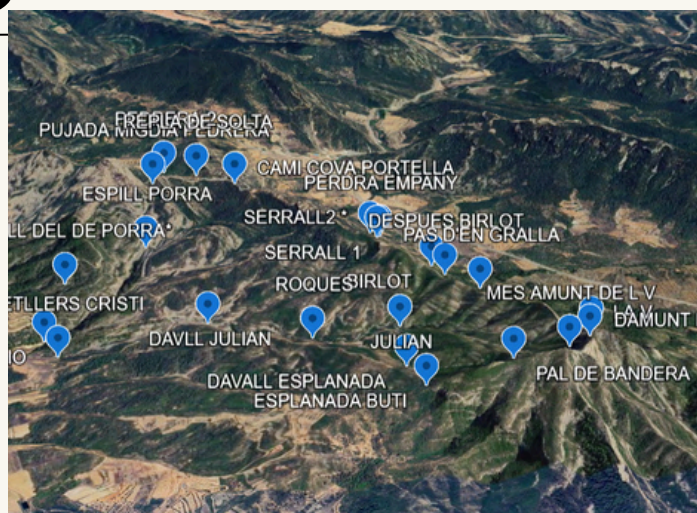 PUJADA MIGDIA PEDRERA
CAMI COVA PORTELLA
PERDRA EMPANY
ESPILL PORRA
SERRALL2
DESPUES BIRLOT
LL DEL DE PORRA
PAS D'EN GRALLA
SERRALL 1
ROQUES
BIRLOT
MES AMUNT DE L V
ETLLERS CRISTI
L A V
DAMUNT
DAVLL JULIAN
JULIAN
IO
PAL DE BANDERA
DAVALL ESPLANADA
ESPLANADA BUTI